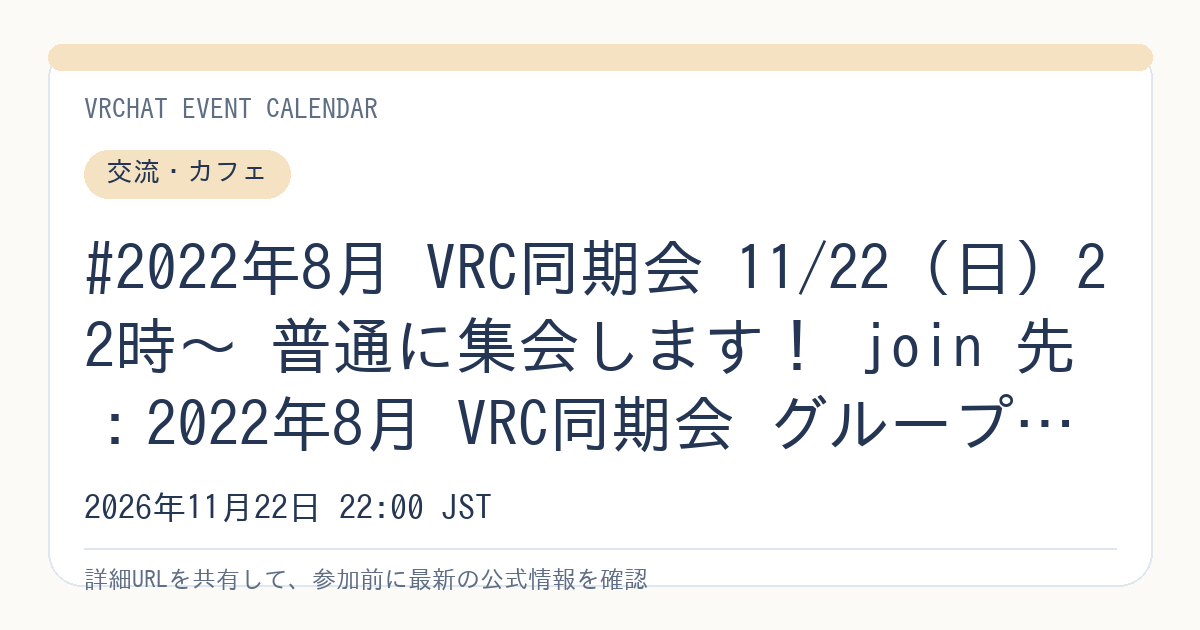 VRCHAT EVENT CALENDAR
交流・カフェ
#2022年8月 VRC同期会 11/22（日）2
2時〜 普通に集会します！ join 先
：2022年8月 VRC同期会 グループ…
2026年11月22日 22:00 JST
詳細URLを共有して、参加前に最新の公式情報を確認